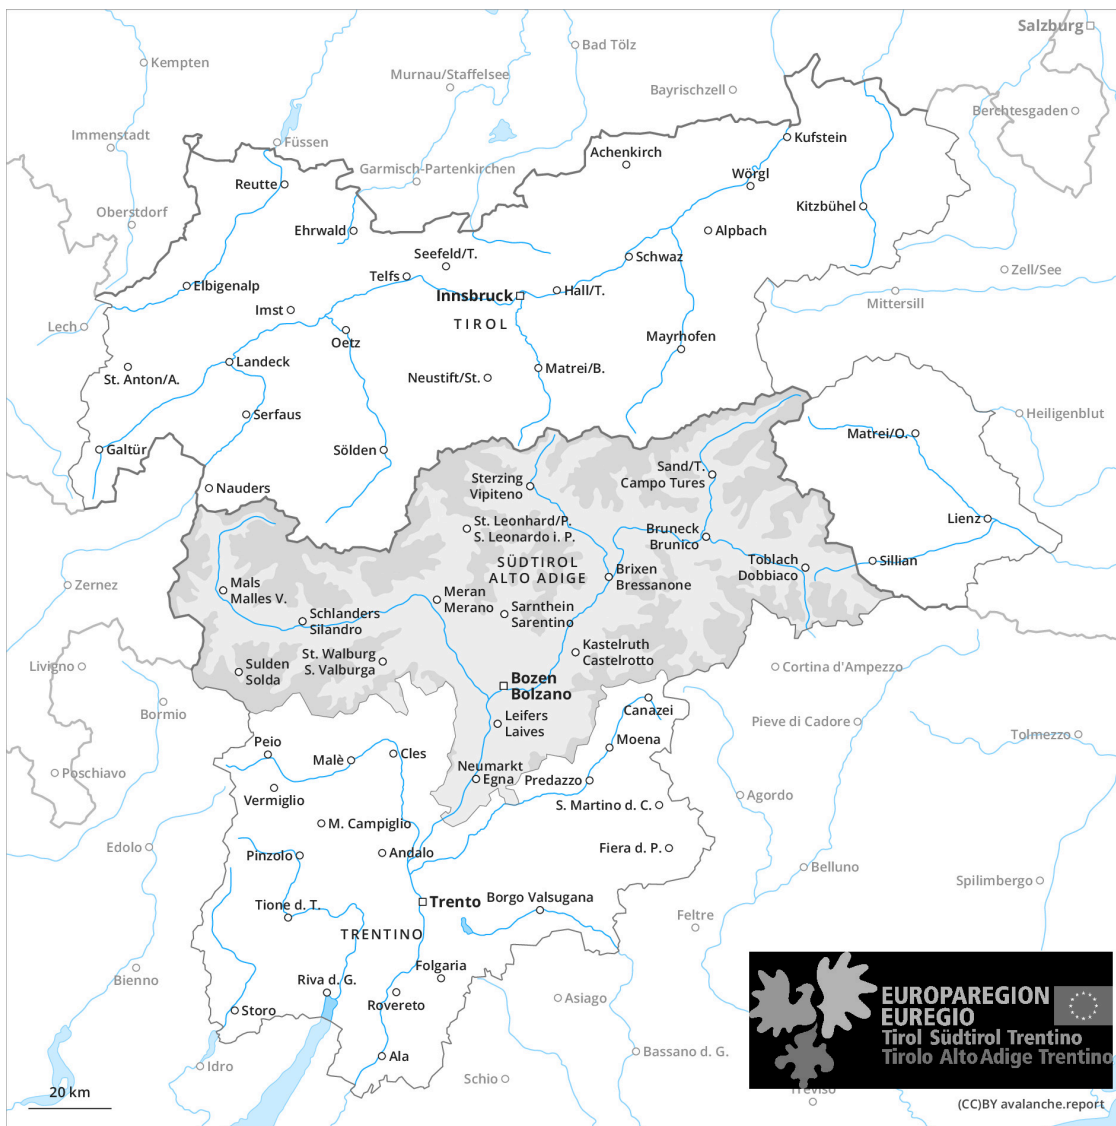 Salzburg
Bad Tölz
Kempten
Murnau/Staffelsee
Bayrischzell
Berchtesgaden
Immenstadt
Füssen
Kufstein
Achenkirch
Garmisch-Partenkirchen
Wörgl
Reutte
Oberstdorf
Kitzbühel
Ehrwald
Alpbach
Seefeld/T.
Schwaz
Zell/See
Telfs
Elbigenalp
Hall/T.
Innsbruck
Mittersill
Imst
TIROL
Lech
Oetz
Mayrhofen
Landeck
Matrei/B.
St. Anton/A.
Neustift/St.
Serfaus
Heiligenblut
Matrei/O.
Galtür
Sölden
Sand/T.
Campo Tures
Sterzing
Vipiteno
Nauders
St. Leonhard/P.
S. Leonardo i. P.
Lienz
Bruneck
Brunico
SÜDTIROL
ALTO ADIGE
Toblach
Dobbiaco
Sillian
Brixen
Bressanone
Zernez
Mals
Malles V.
Meran
Merano
Schlanders
Silandro
Sarnthein
Sarentino
Kastelruth
Castelrotto
St. Walburg
S. Valburga
Livigno
Sulden
Solda
Cortina d'Ampezzo
Bozen
Bolzano
Bormio
Canazei
Leifers
Laives
Pieve di Cadore
Tolmezzo
Peio
Moena
Cles
Malè
Neumarkt
Egna
Predazzo
Poschiavo
Vermiglio
Agordo
S. Martino d. C.
M. Campiglio
Edolo
Fiera d. P.
Pinzolo
Andalo
Belluno
Spilimbergo
Borgo Valsugana
Trento
Tione d. T.
Feltre
TRENTINO
Folgaria
Bienno
Riva d. G.
Rovereto
Asiago
Storo
EUROPAREGION
EUREGIO
Tirol Südtirol Trentino
Tirolo Alto Adige Trentino
Ala
Bassano d. G.
Idro
Schio
Treviso
20 km
(CC)BY avalanche.report